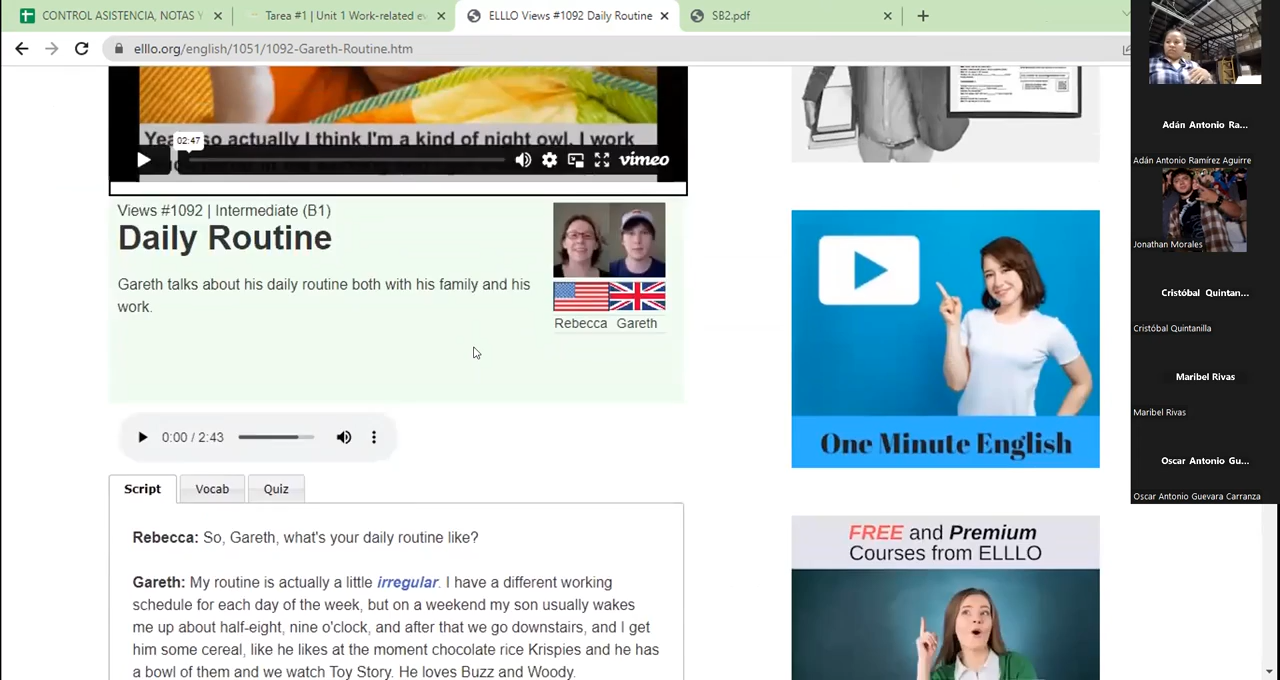 CONTROL ASISTENCIA, NOTAS Y
Tarea #1 | Unit 1 Work-related e
ELLLO Views #1092 Daily Routine
SB2.pdf
elllo.org/english/1051/1092-Gareth-Routine.htm
Yea so actually I think I'm a kind of night owl. I work
02:47
vimeo
Views #1092 | Intermediate (B1)
Daily Routine
Gareth talks about his daily routine both with his family and his
work.
Rebecca Gareth
0:00 / 2:43
Script
Vocab
Quiz
Rebecca: So, Gareth, what's your daily routine like?
Gareth: My routine is actually a little irregular. I have a different working
schedule for each day of the week, but on a weekend my son usually wakes
me up about half-eight, nine o'clock, and after that we go downstairs, and I get
him some cereal, like he likes at the moment chocolate rice Krispies and he has
a bowl of them and we watch Toy Story. He loves Buzz and Woody.
One Minute English
FREE and Premium
Courses from ELLLO
Adán Antonio Ra...
Adán Antonio Ramírez Aguirre
Jonathan Morales
Cristóbal Quintan...
Cristóbal Quintanilla
Maribel Rivas
Maribel Rivas
Oscar Antonio Gu...
Oscar Antonio Guevara Carranza